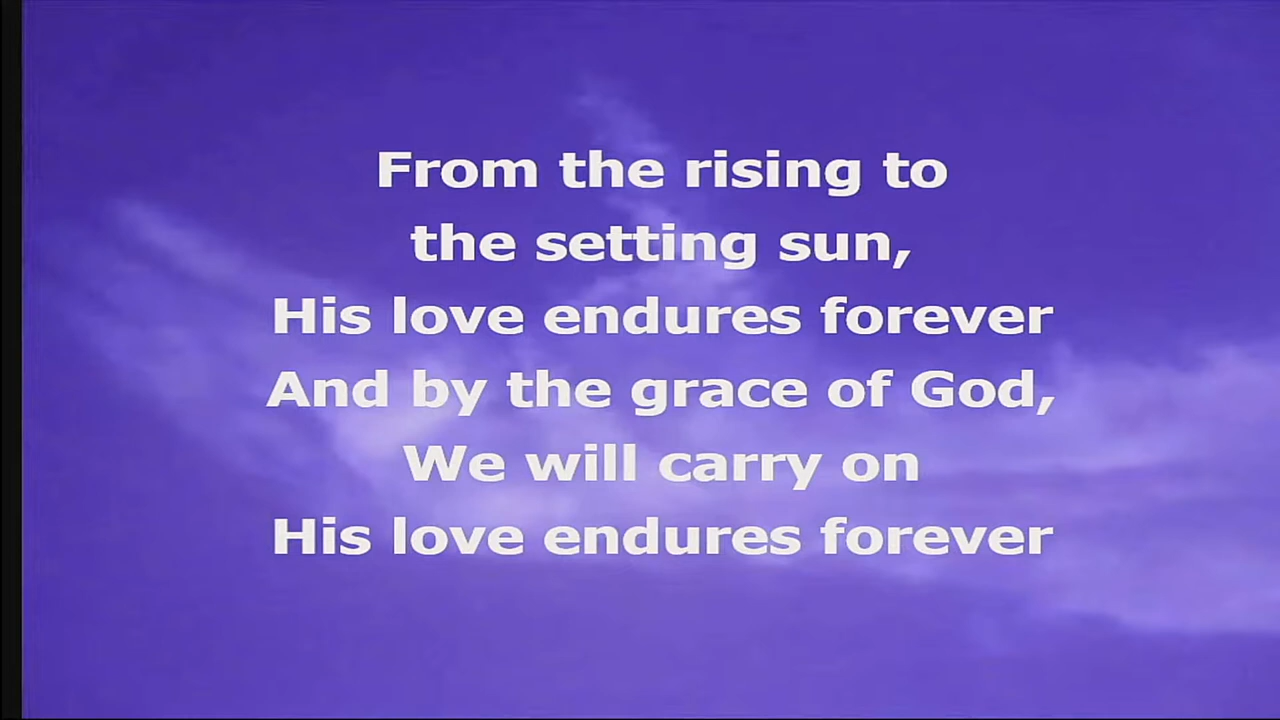 From the rising to
the setting sun,
His love endures forever
And by the grace of God,
We will carry on
His love endures forever